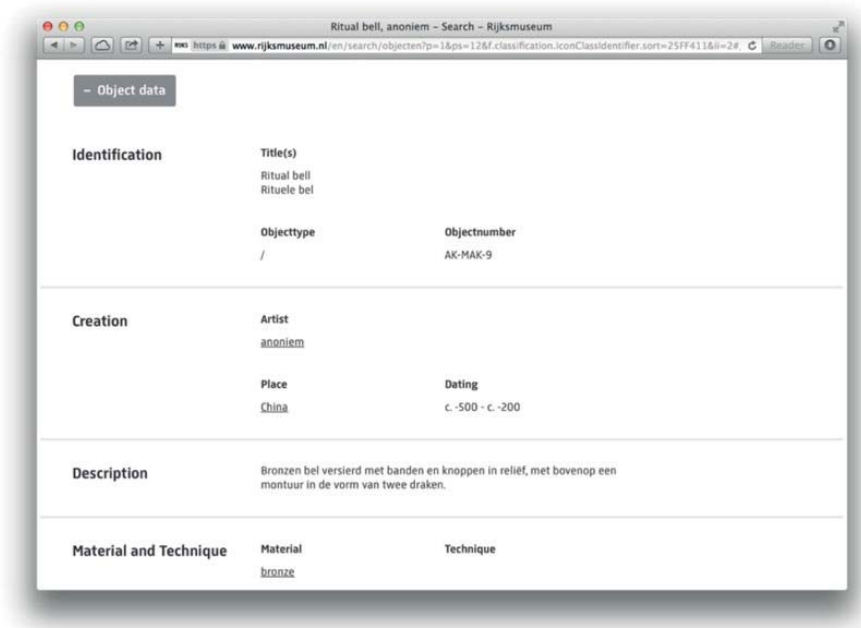 Ritual bell, anoniem – Search – Rijksmuseum
https www.rijksmuseum.nl/en/search/objecten?p=1&ps=12&f.classification.iconClassIdentifier.sort=25FF411&ii=2#
Reader
– Object data
Identification
Title(s)
Ritual bell
Rituele bel
Objecttype
Objectnumber
/
AK-MAK-9
Creation
Artist
anoniem
Place
Dating
China
c. -500 - c. -200
Description
Bronzen bel versierd met banden en knoppen in reliëf, met bovenop een
montuur in de vorm van twee draken.
Material and Technique
Material
Technique
bronze